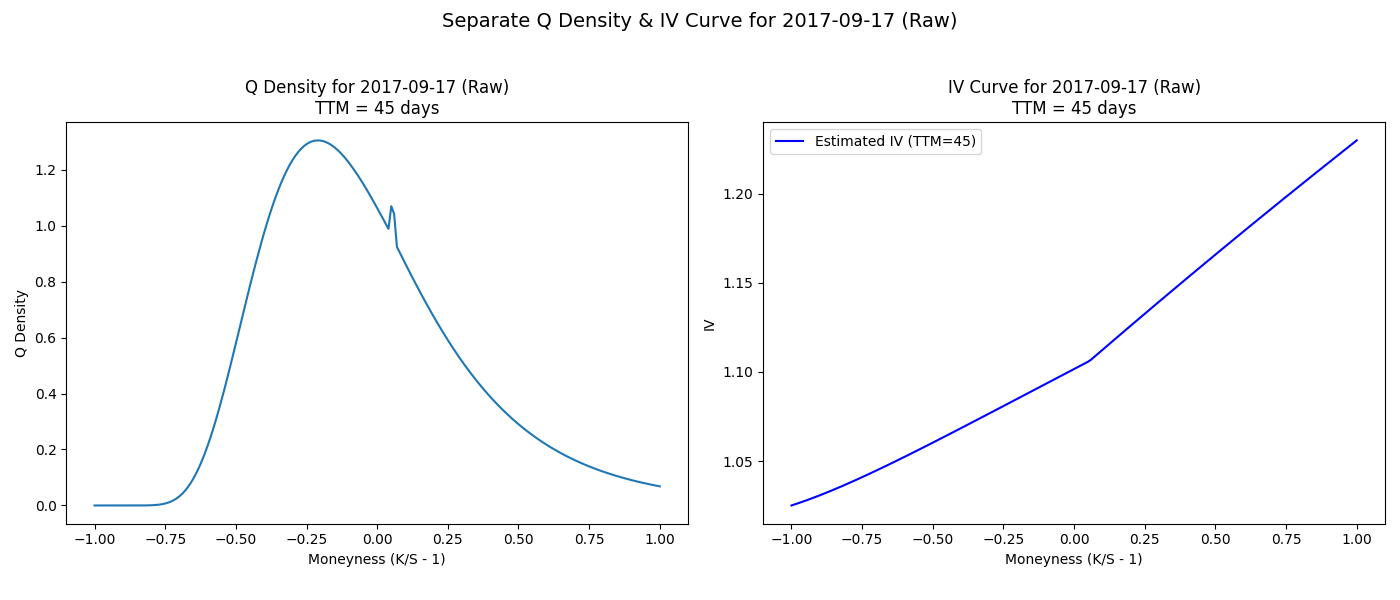 Separate Q Density & IV Curve for 2017-09-17 (Raw)
Q Density for 2017-09-17 (Raw)
TTM = 45 days
Q Density
1.2
1.0
0.8
0.6
0.4
0.2
0.0
−1.00 −0.75 −0.50 −0.25 0.00 0.25 0.50 0.75 1.00
Moneyness (K/S - 1)
IV Curve for 2017-09-17 (Raw)
TTM = 45 days
Estimated IV (TTM=45)
IV
1.20
1.15
1.10
1.05
−1.00 −0.75 −0.50 −0.25 0.00 0.25 0.50 0.75 1.00
Moneyness (K/S - 1)